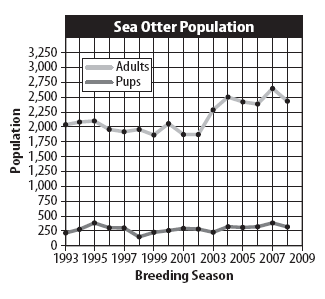 Sea Otter Population
3,250
3,000
2,750
2,500
2,250
2,000
1,750
1,500
1,250
1,000
750
500
250
0
Adults
Pups
Population
1993 1995 1997 1999 2001 2003 2005 2007 2009
Breeding Season